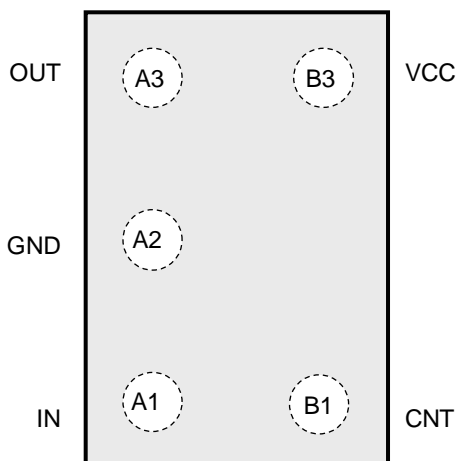 OUT A3 B3 VCC
GND A2
IN A1 B1 CNT